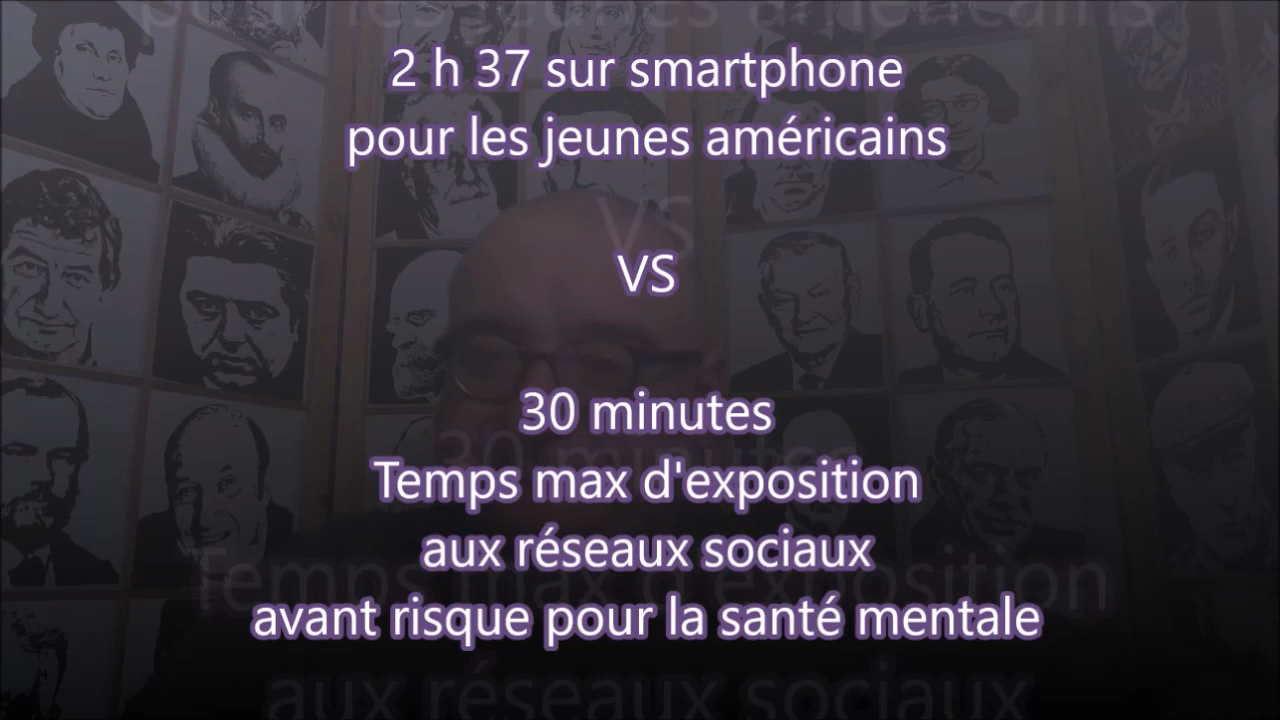 2 h 37 sur smartphone
pour les jeunes américains
VS
30 minutes
Temps max d'exposition
aux réseaux sociaux
avant risque pour la santé mentale